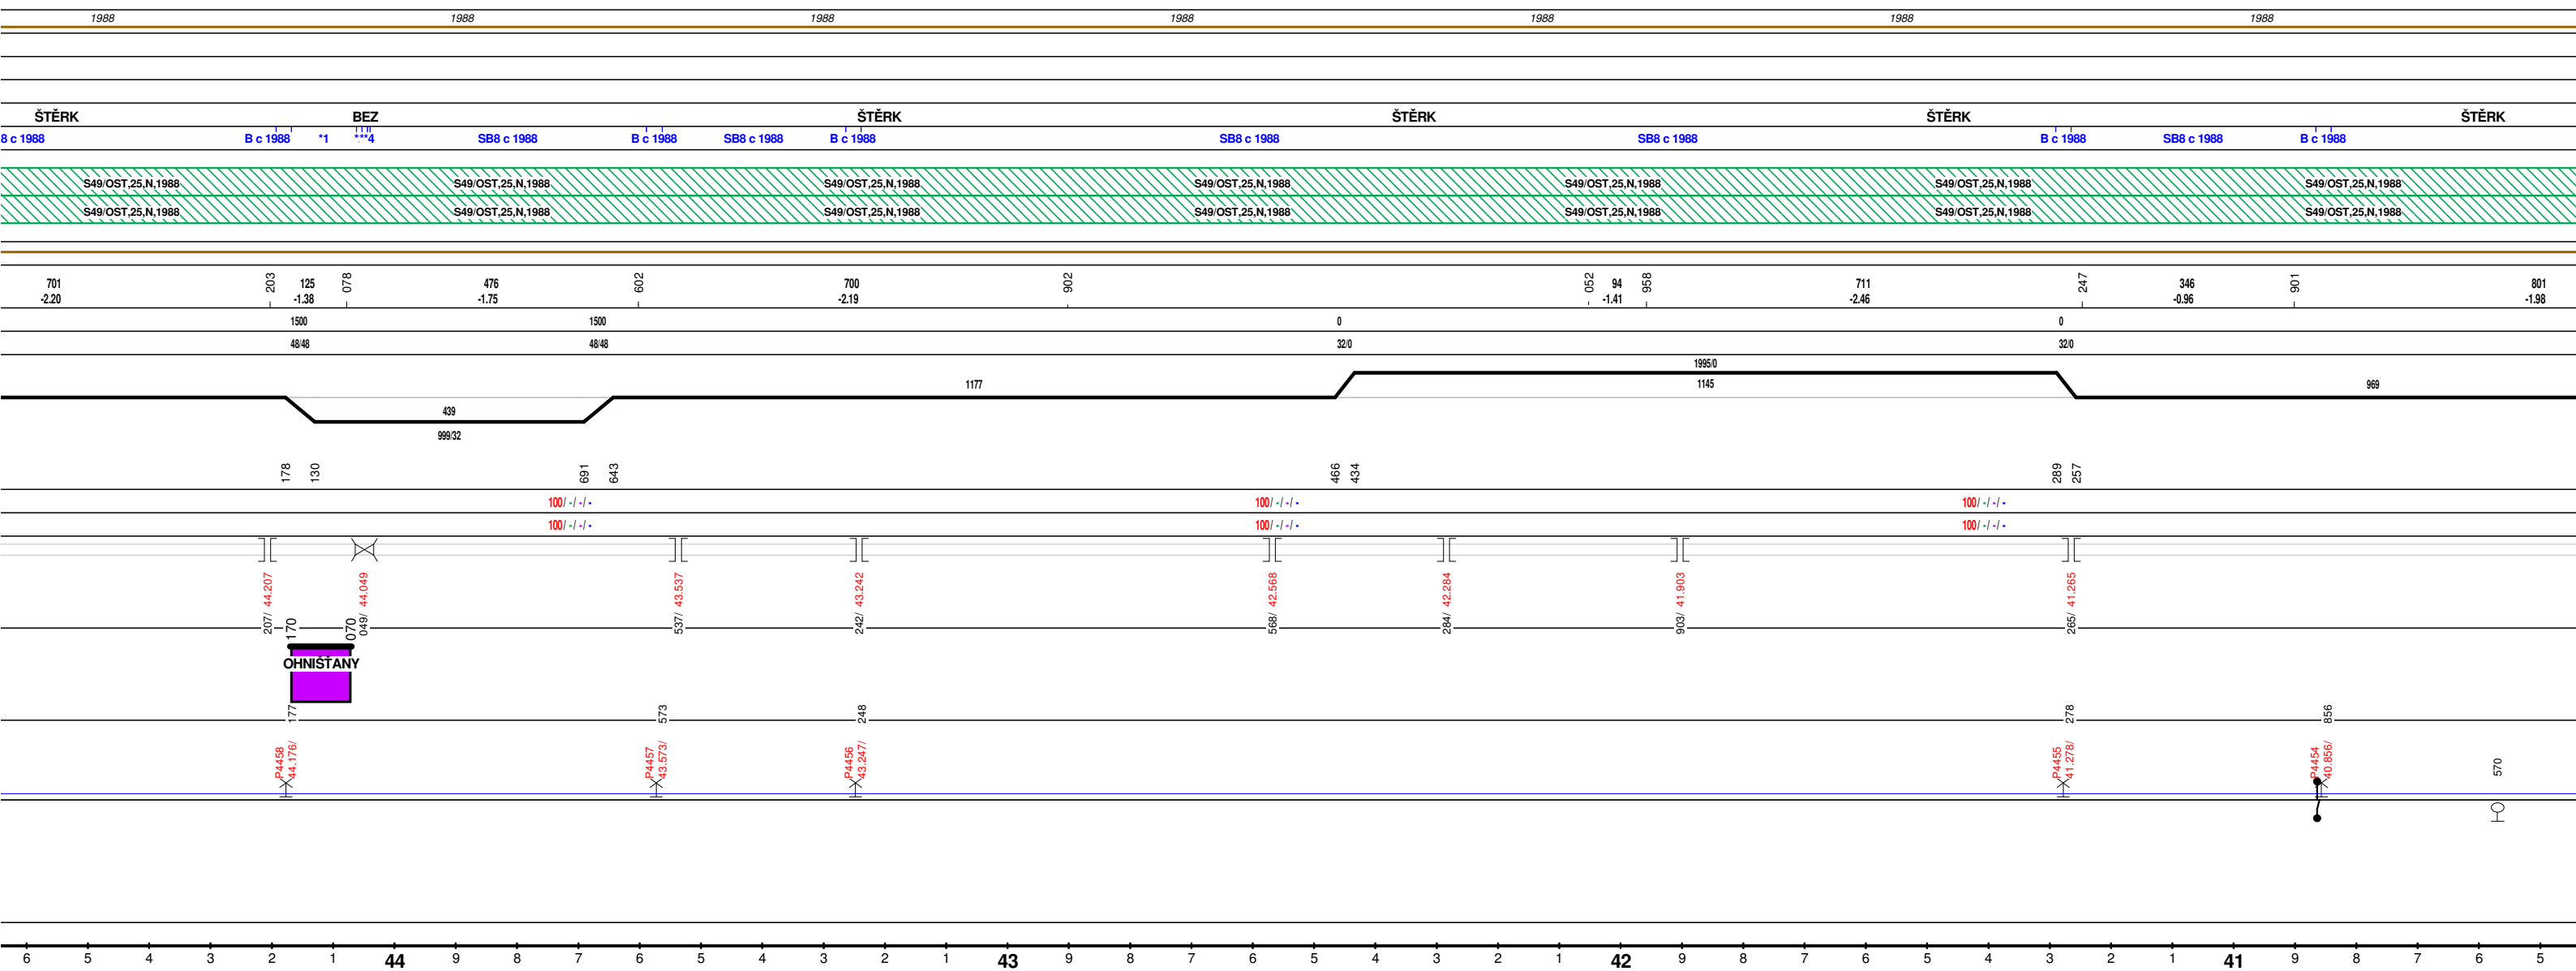 1988 1988 1988 1988 1988 1988 1988
ŠTĚRK BEZ ŠTĚRK ŠTĚRK ŠTĚRK ŠTĚRK
8 c 1988 B c 1988 *1 ***4 SB8 c 1988 B c 1988 SB8 c 1988 B c 1988 SB8 c 1988 SB8 c 1988 B c 1988 SB8 c 1988 B c 1988
S49/OST,25,N,1988 S49/OST,25,N,1988 S49/OST,25,N,1988 S49/OST,25,N,1988 S49/OST,25,N,1988 S49/OST,25,N,1988 S49/OST,25,N,1988
S49/OST,25,N,1988 S49/OST,25,N,1988 S49/OST,25,N,1988 S49/OST,25,N,1988 S49/OST,25,N,1988 S49/OST,25,N,1988 S49/OST,25,N,1988
701 203 125 078 476 602 700 902 052 94 958 711 247 346 901 801
-2.20 -1.38 -1.75 -2.19 -1.41 -2.46 -0.96 -1.98
1500 1500 0 0
48/48 48/48 32/0 32/0
1995/0
1177 1145 969
439
999/32
178 130 691 643 466 434 289 257
100/ -/ -/ - 100/ -/ -/ - 100/ -/ -/ -
100/ -/ -/ - 100/ -/ -/ - 100/ -/ -/ -
207/ 44.207 049/ 44.049 537/ 43.537 242/ 43.242 568/ 42.568 284/ 42.284 903/ 41.903 265/ 41.265
170 070
OHNIŠŤANY
177 573 248 278 856
P4458 P4457 P4456 P4455 P4454
44.176/ 43.573/ 43.247/ 41.278/ 40.856/
570
6 5 4 3 2 1 44 9 8 7 6 5 4 3 2 1 43 9 8 7 6 5 4 3 2 1 42 9 8 7 6 5 4 3 2 1 41 9 8 7 6 5